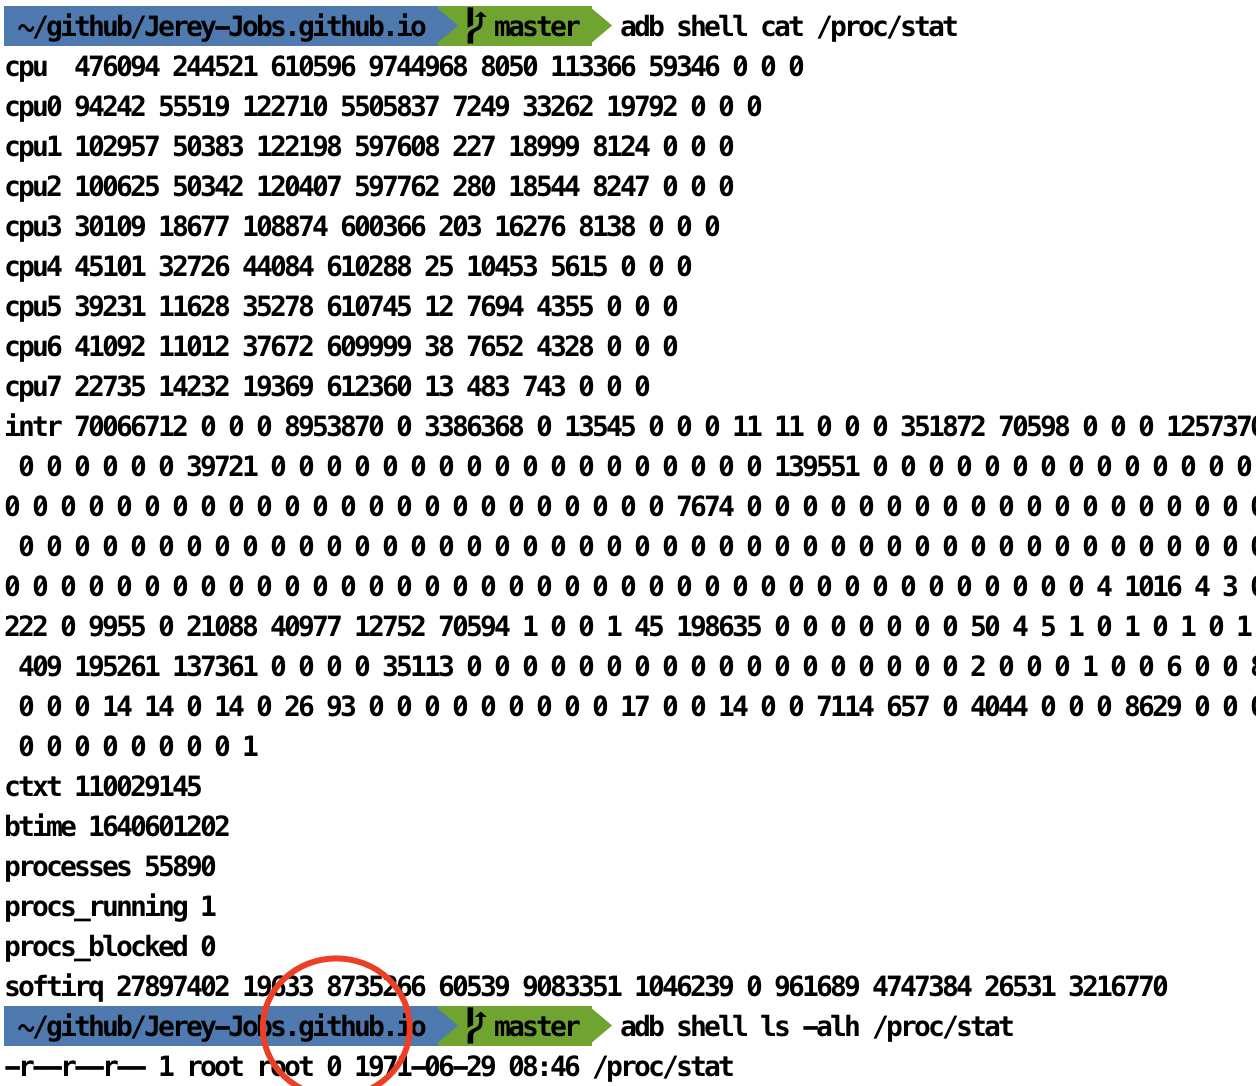 ~/github/Jerey-Jobs.github.io master adb shell cat /proc/stat
cpu  476094 244521 610596 9744968 8050 113366 59346 0 0 0
cpu0 94242 55519 122710 5505837 7249 33262 19792 0 0 0
cpu1 102957 50383 122198 597608 227 18999 8124 0 0 0
cpu2 100625 50342 120407 597762 280 18544 8247 0 0 0
cpu3 30109 18677 108874 600366 203 16276 8138 0 0 0
cpu4 45101 32726 44084 610288 25 10453 5615 0 0 0
cpu5 39231 11628 35278 610745 12 7694 4355 0 0 0
cpu6 41092 11012 37672 609999 38 7652 4328 0 0 0
cpu7 22735 14232 19369 612360 13 483 743 0 0 0
intr 70066712 0 0 0 8953870 0 3386368 0 13545 0 0 0 11 11 0 0 0 351872 70598 0 0 0 1257370
 0 0 0 0 0 0 39721 0 0 0 0 0 0 0 0 0 0 0 0 0 0 0 0 0 0 139551 0 0 0 0 0 0 0 0 0 0 0 0 0 0
0 0 0 0 0 0 0 0 0 0 0 0 0 0 0 0 0 0 0 0 0 0 0 0 7674 0 0 0 0 0 0 0 0 0 0 0 0 0 0 0 0 0 0
 0 0 0 0 0 0 0 0 0 0 0 0 0 0 0 0 0 0 0 0 0 0 0 0 0 0 0 0 0 0 0 0 0 0 0 0 0 0 0 0 0 0 0 0 0
0 0 0 0 0 0 0 0 0 0 0 0 0 0 0 0 0 0 0 0 0 0 0 0 0 0 0 0 0 0 0 0 0 0 0 0 0 0 0 4 1016 4 3 0
222 0 9955 0 21088 40977 12752 70594 1 0 0 1 45 198635 0 0 0 0 0 0 0 50 4 5 1 0 1 0 1 0 1
 409 195261 137361 0 0 0 0 35113 0 0 0 0 0 0 0 0 0 0 0 0 0 0 0 0 0 0 2 0 0 0 1 0 0 6 0 0 8
 0 0 0 14 14 0 14 0 26 93 0 0 0 0 0 0 0 0 0 17 0 0 14 0 0 7114 657 0 4044 0 0 0 8629 0 0 0
 0 0 0 0 0 0 0 0 1
ctxt 110029145
btime 1640601202
processes 55890
procs_running 1
procs_blocked 0
softirq 27897402 19633 8735266 60539 9083351 1046239 0 961689 4747384 26531 3216770
~/github/Jerey-Jobs.github.io master adb shell ls -alh /proc/stat
-r--r--r-- 1 root root 0 1971-06-29 08:46 /proc/stat